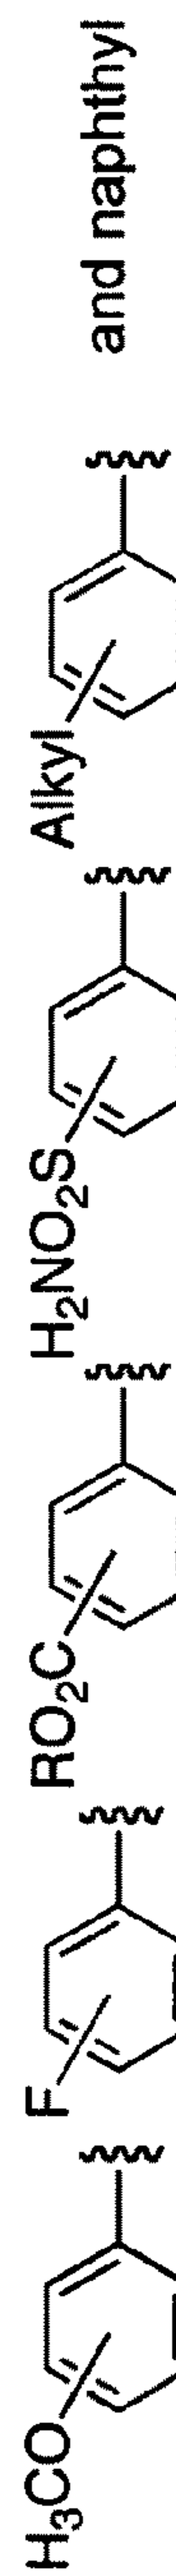 H₃CO
F
RO₂C
H₂NO₂S
Alkyl
and naphthyl